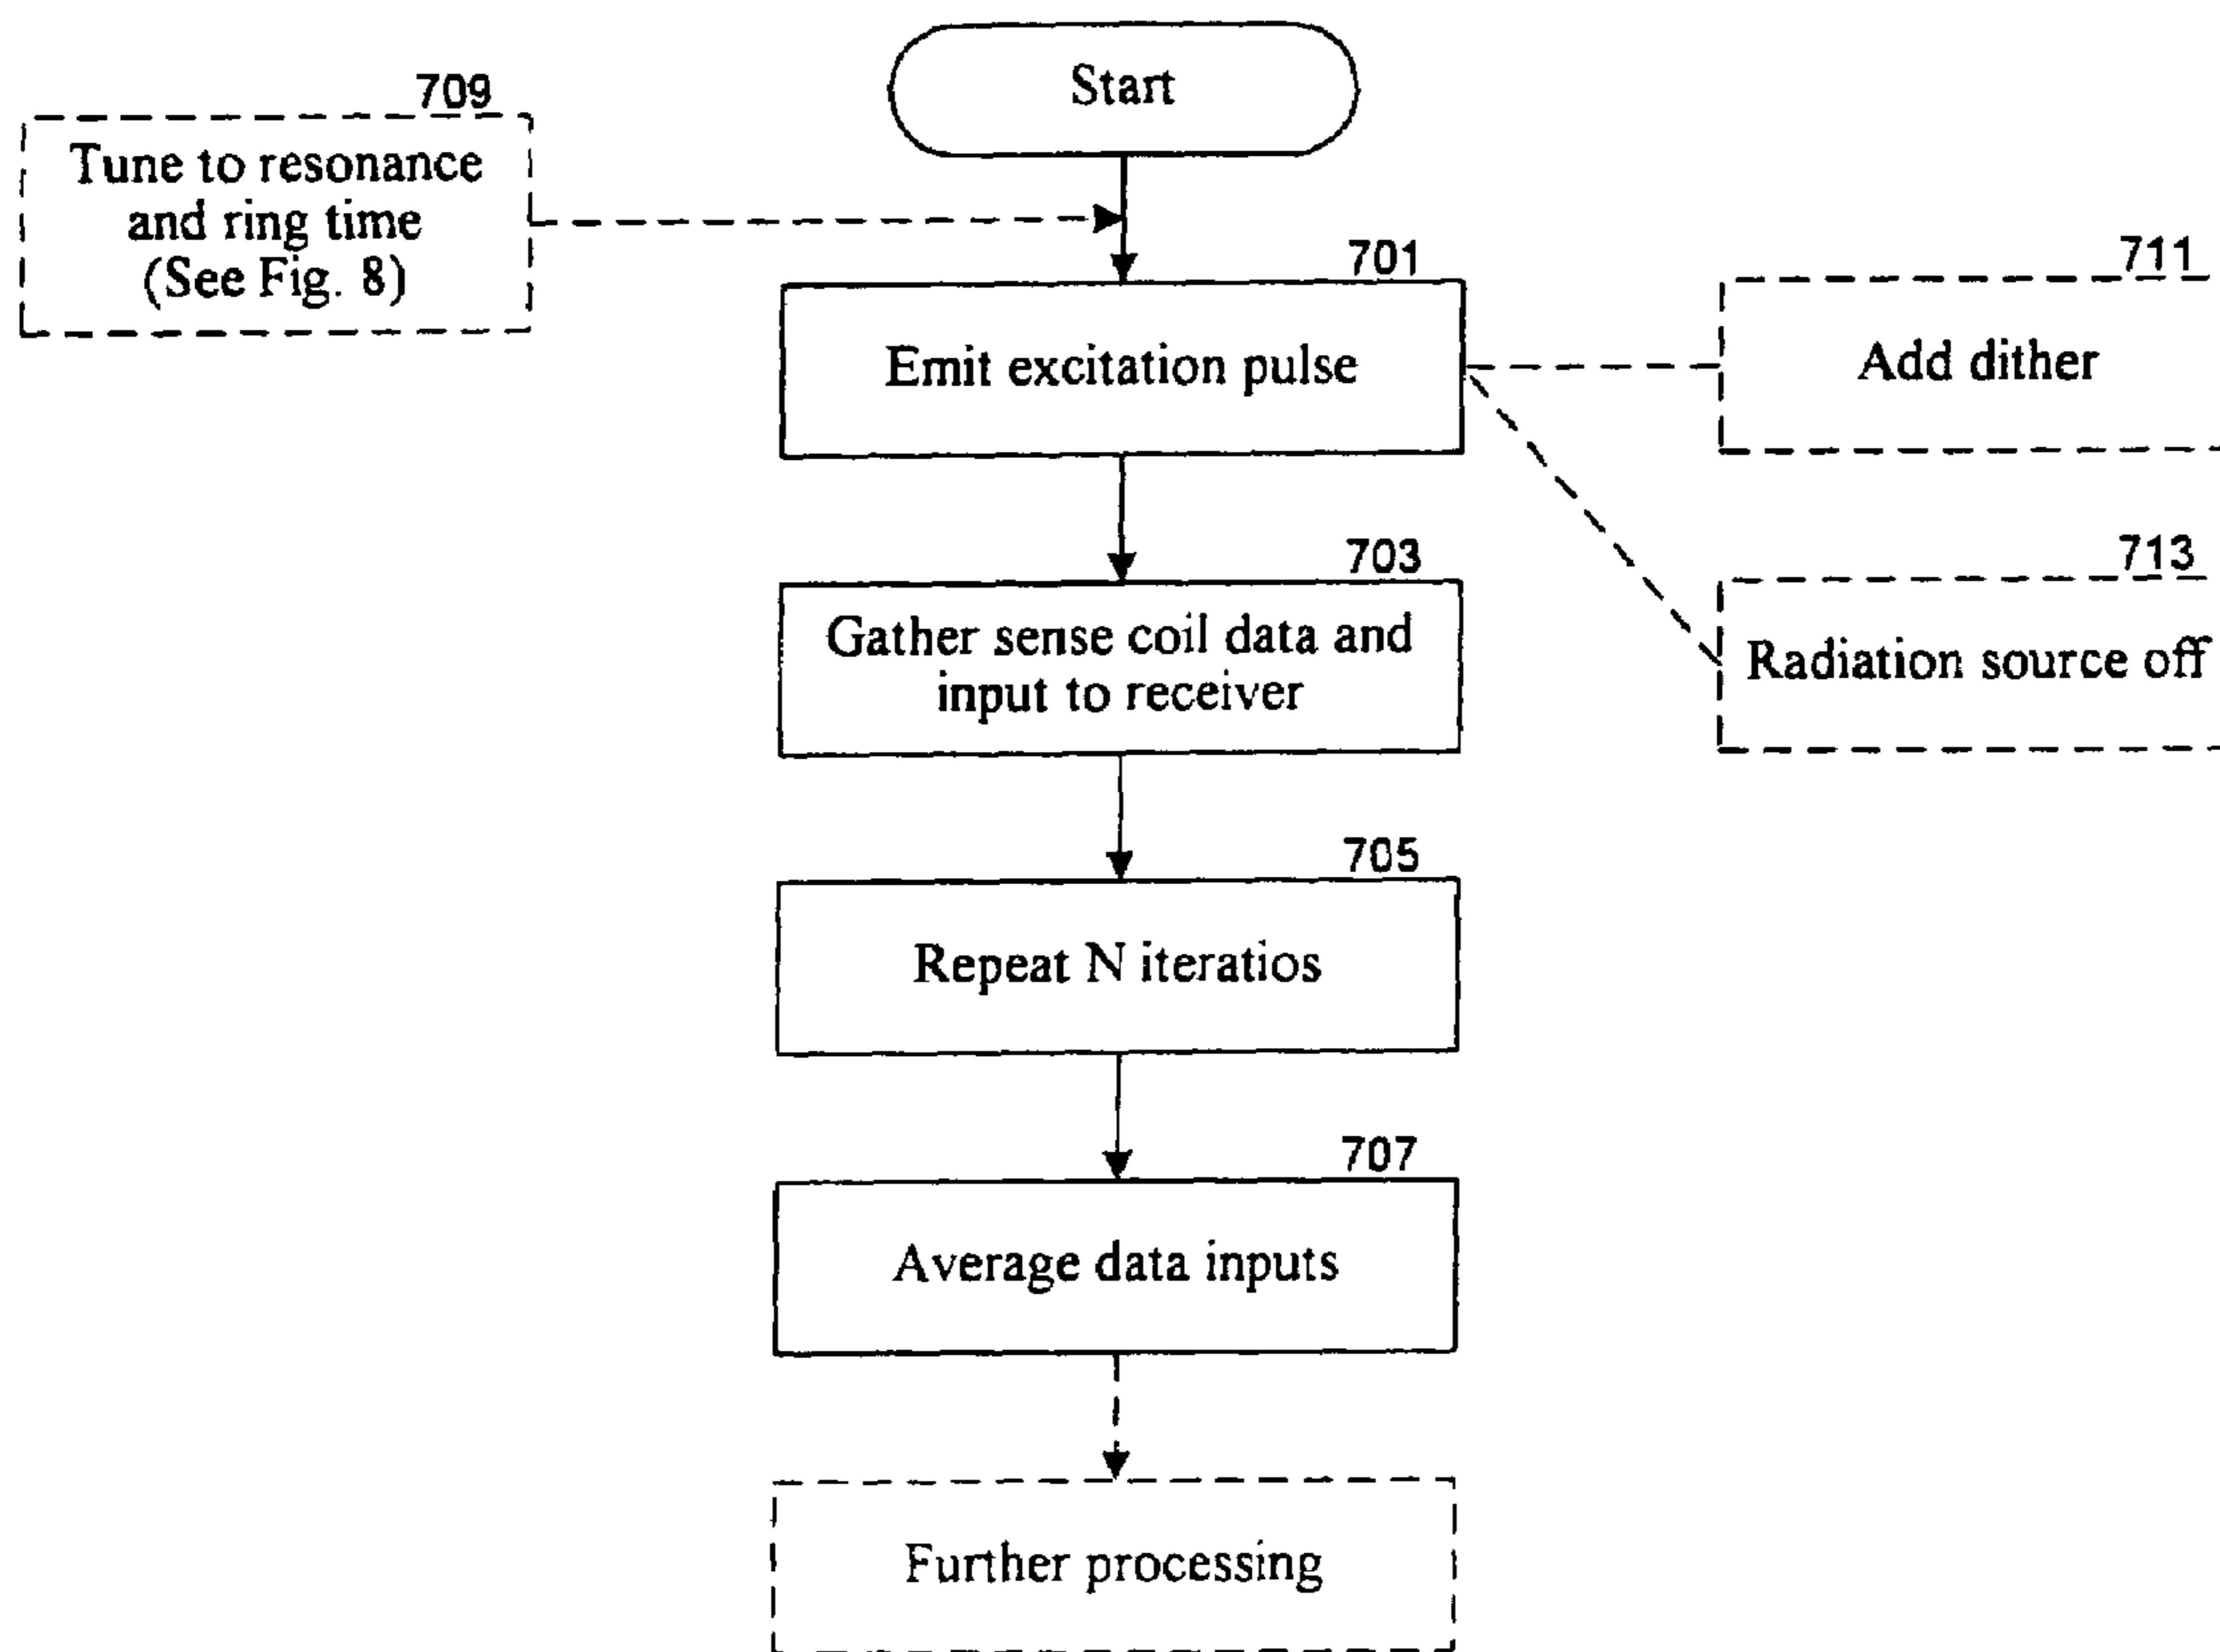 Start
709
Tune to resonance
and ring time
(See Fig. 8)
701
Emit excitation pulse
711
Add dither
703
Gather sense coil data and
input to receiver
713
Radiation source off
705
Repeat N iteratios
707
Average data inputs
Further processing